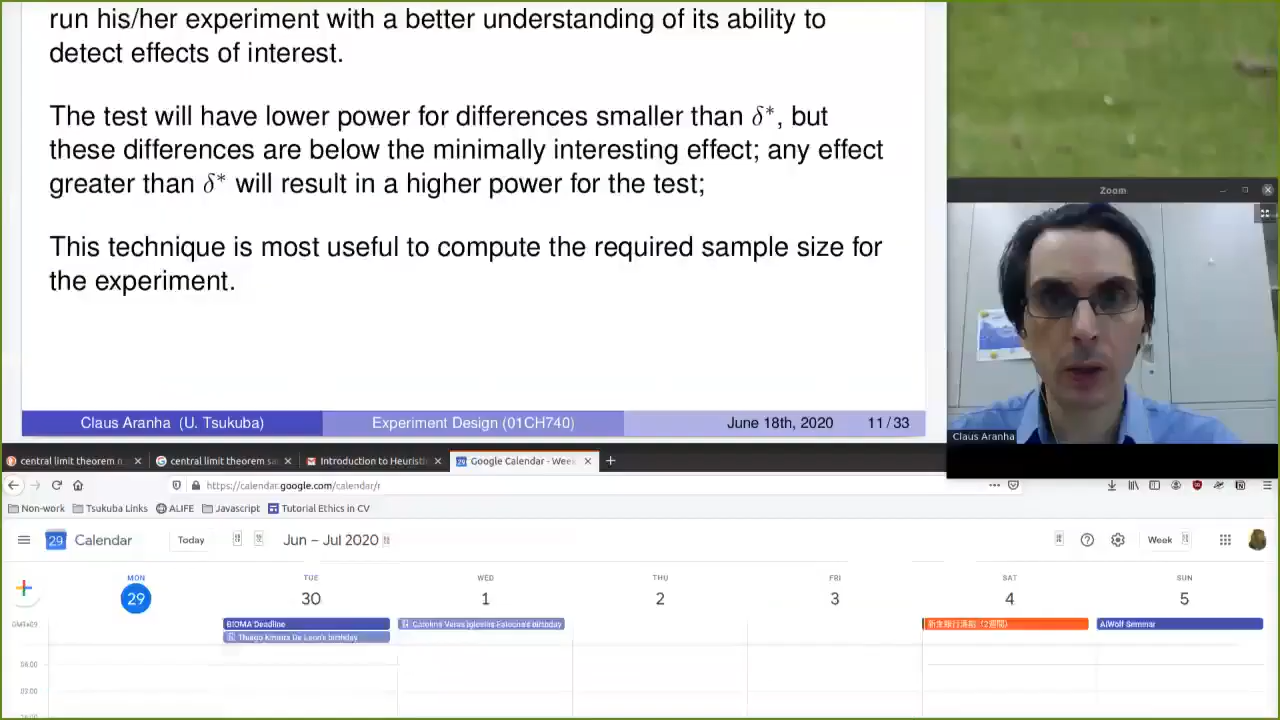 run his/her experiment with a better understanding of its ability to
detect effects of interest.
The test will have lower power for differences smaller than δ*, but
these differences are below the minimally interesting effect; any effect
greater than δ* will result in a higher power for the test;
This technique is most useful to compute the required sample size for
the experiment.
Claus Aranha (U. Tsukuba) Experiment Design (01CH740) June 18th, 2020 11/33
Zoom
Claus Aranha
central limit theorem central limit theorem Introduction to Heuristi Google Calendar - Wee
https://calendar.google.com/calendar/r
Non-work Tsukuba Links ALIFE Javascript Tutorial Ethics in CV
29 Calendar Today Jun – Jul 2020 Week
MON TUE WED THU FRI SAT SUN
29 30 1 2 3 4 5
BIOMA Deadline AIWolf Seminar